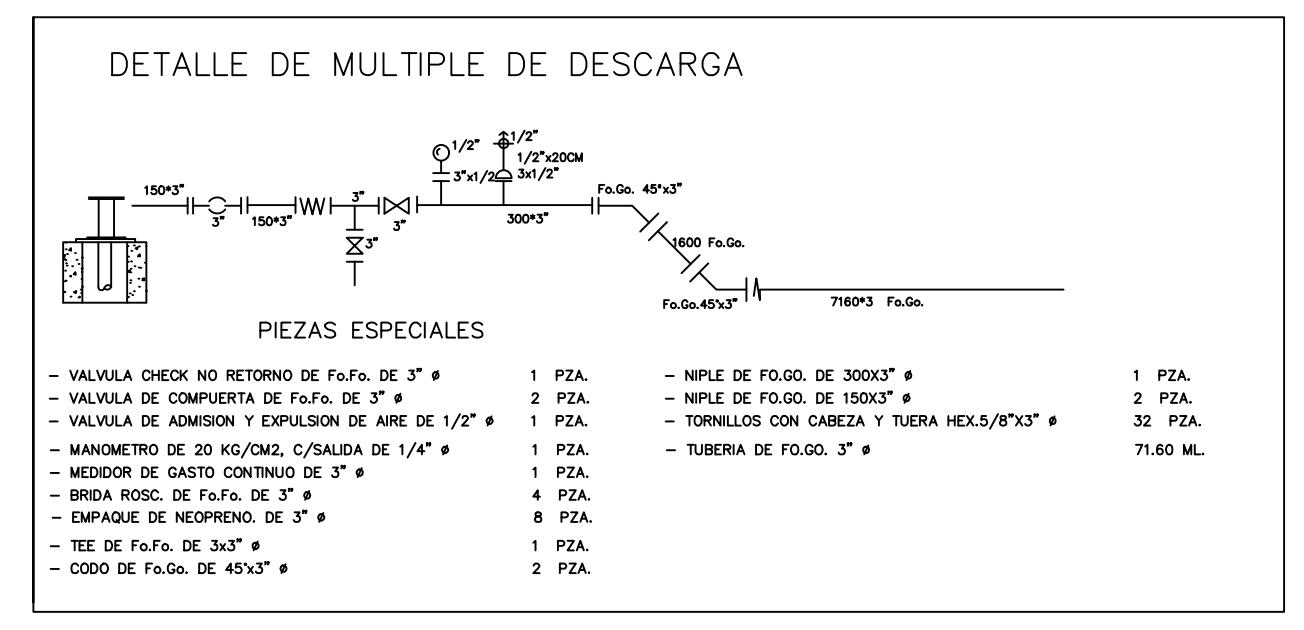 DETALLE DE MULTIPLE DE DESCARGA
1/2"
1/2"
1/2"x20CM
3"x1/2
3x1/2"
150*3"
3"
150*3"
3"
3"
3"
300*3"
Fo.Go. 45°x3"
1600 Fo.Go.
Fo.Go.45°x3"
7160*3 Fo.Go.
PIEZAS ESPECIALES
– VALVULA CHECK NO RETORNO DE Fo.Fo. DE 3" ø 1 PZA.
– VALVULA DE COMPUERTA DE Fo.Fo. DE 3" ø 2 PZA.
– VALVULA DE ADMISION Y EXPULSION DE AIRE DE 1/2" ø 1 PZA.
– MANOMETRO DE 20 KG/CM2, C/SALIDA DE 1/4" ø 1 PZA.
– MEDIDOR DE GASTO CONTINUO DE 3" ø 1 PZA.
– BRIDA ROSC. DE Fo.Fo. DE 3" ø 4 PZA.
– EMPAQUE DE NEOPRENO. DE 3" ø 8 PZA.
– TEE DE Fo.Fo. DE 3x3" ø 1 PZA.
– CODO DE Fo.Go. DE 45°x3" ø 2 PZA.
– NIPLE DE FO.GO. DE 300X3" ø 1 PZA.
– NIPLE DE FO.GO. DE 150X3" ø 2 PZA.
– TORNILLOS CON CABEZA Y TUERA HEX.5/8"X3" ø 32 PZA.
– TUBERIA DE FO.GO. 3" ø 71.60 ML.